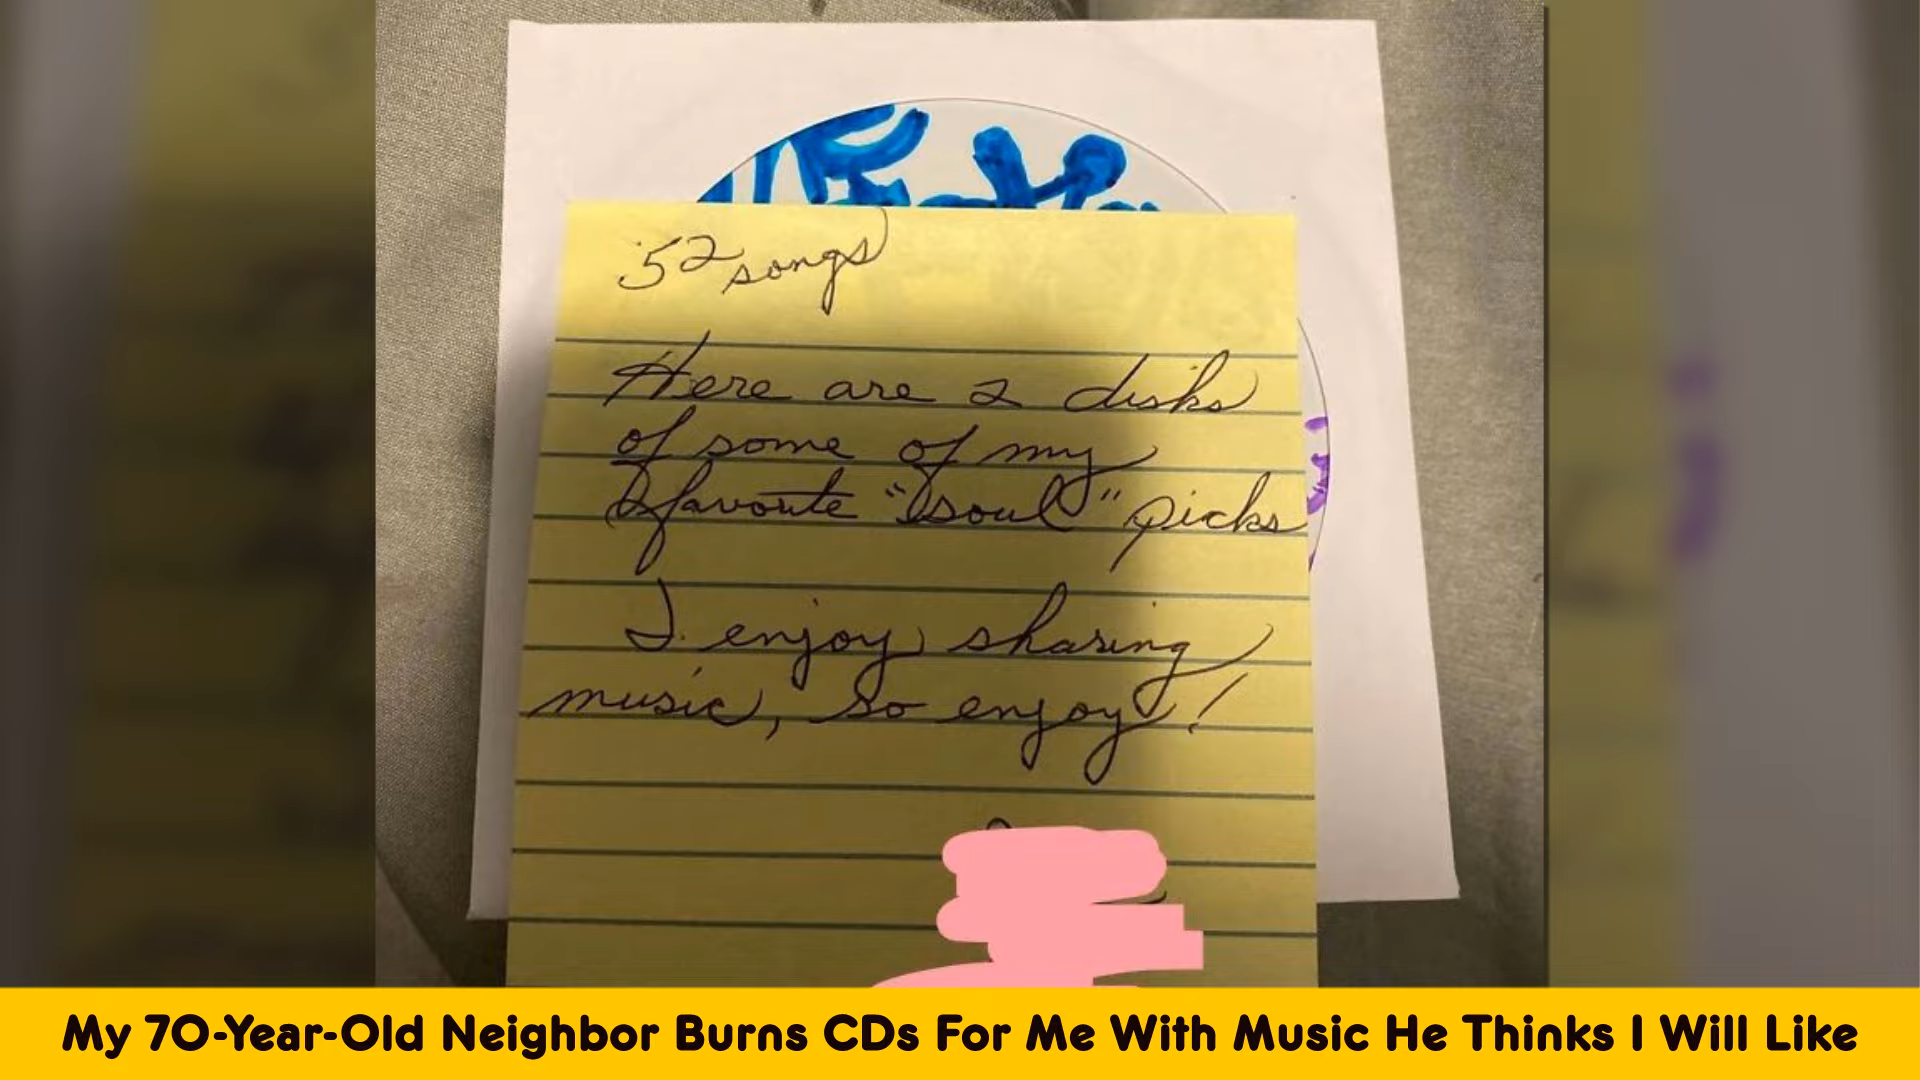 52 songs
Here are 2 disks
of some of my
favorite "soul" picks
I enjoy sharing
music, so enjoy!
My 70-Year-Old Neighbor Burns CDs For Me With Music He Thinks I Will Like